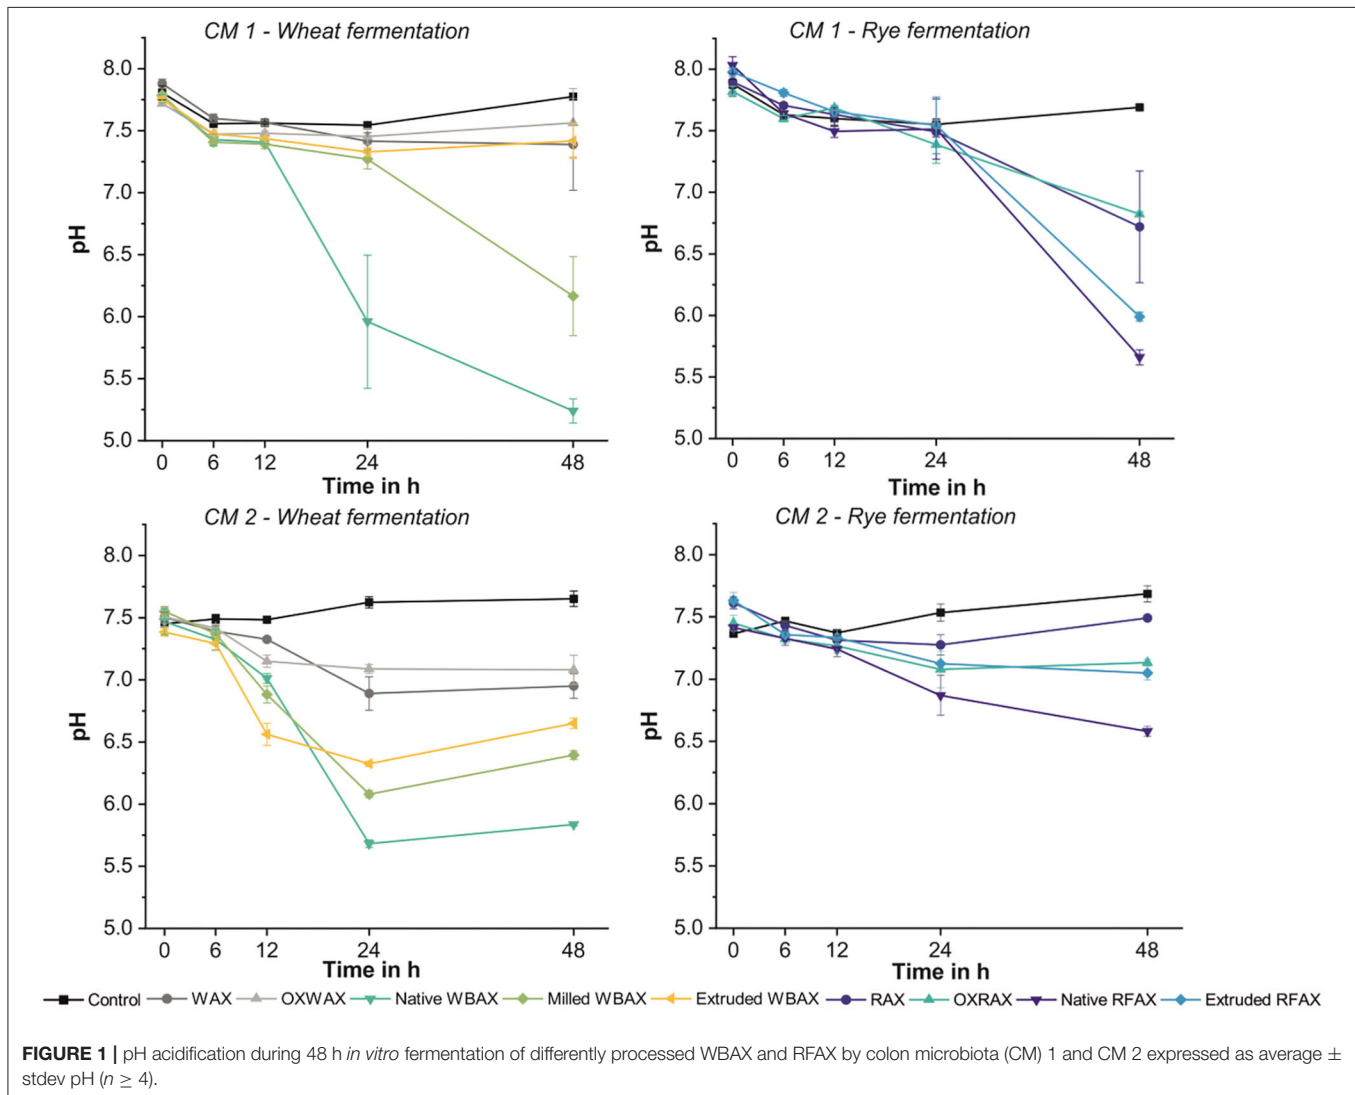 CM 1 - Wheat fermentation
8.0
7.5
7.0
6.5
6.0
5.5
5.0
pH
0 6 12 24 48
Time in h
CM 1 - Rye fermentation
8.0
7.5
7.0
6.5
6.0
5.5
5.0
pH
0 6 12 24 48
Time in h
CM 2 - Wheat fermentation
8.0
7.5
7.0
6.5
6.0
5.5
5.0
pH
0 6 12 24 48
Time in h
CM 2 - Rye fermentation
8.0
7.5
7.0
6.5
6.0
5.5
5.0
pH
0 6 12 24 48
Time in h
Control WAX OXWAX Native WBAX Milled WBAX Extruded WBAX RAX OXRAX Native RFAX Extruded RFAX
FIGURE 1 | pH acidification during 48 h in vitro fermentation of differently processed WBAX and RFAX by colon microbiota (CM) 1 and CM 2 expressed as average ±
stdev pH (n ≥ 4).